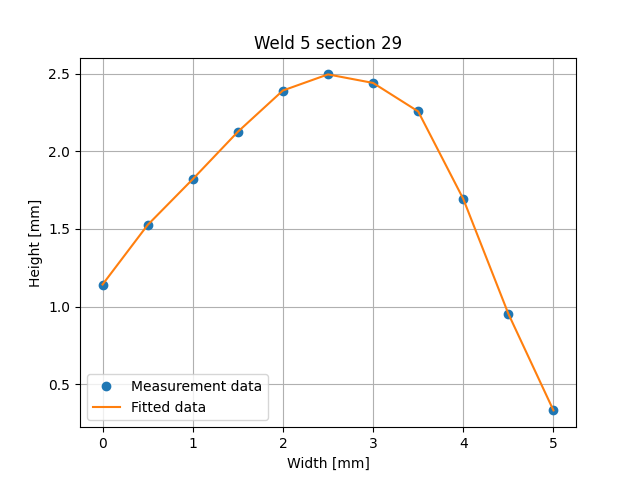 Weld 5 section 29
2.5
2.0
1.5
1.0
0.5
Height [mm]
Measurement data
Fitted data
0 1 2 3 4 5
Width [mm]